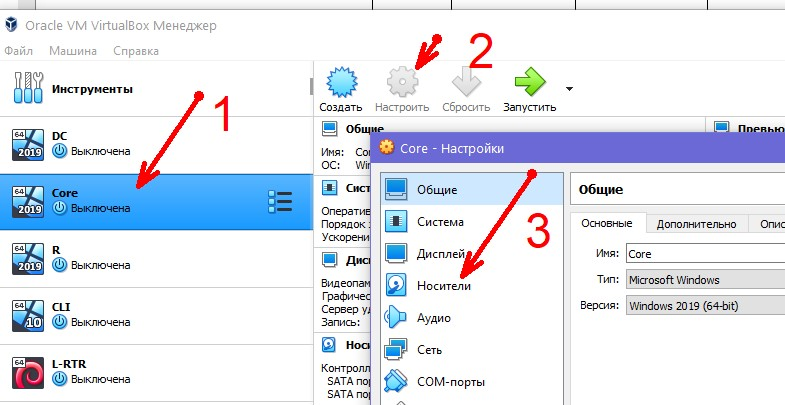 Oracle VM VirtualBox Менеджер
Файл Машина Справка
Инструменты
1
2
Создать Настроить Сбросить Запустить
64
2019
DC
Выключена
64
2019
Core
Выключена
64
2019
R
Выключена
64
10
CLI
Выключена
64
L-RTR
Выключена
Общие
Превью
Имя: Co
ОС: Win
Сист
Оператив
Порядок з
Ускорени
Дис
Видеопам
Графичес
Сервер уд
Запись:
Нос
Контролл
SATA пор
SATA пор
Core - Настройки
Общие
Система
Дисплей
Носители
Аудио
Сеть
COM-порты
3
Общие
Основные Дополнительно Опис
Имя: Core
Тип: Microsoft Windows
Версия: Windows 2019 (64-bit)